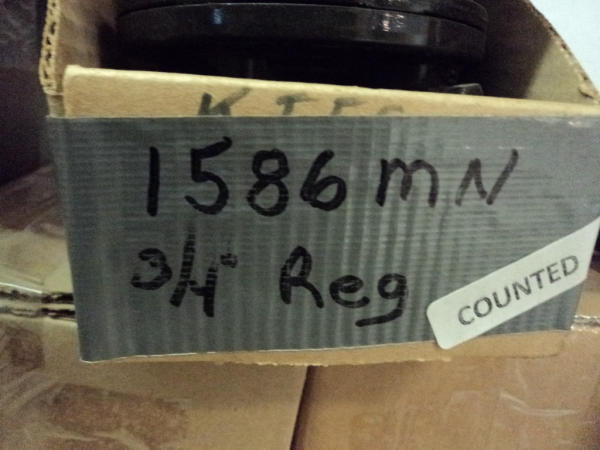 1586 MN
3/4" Reg
COUNTED